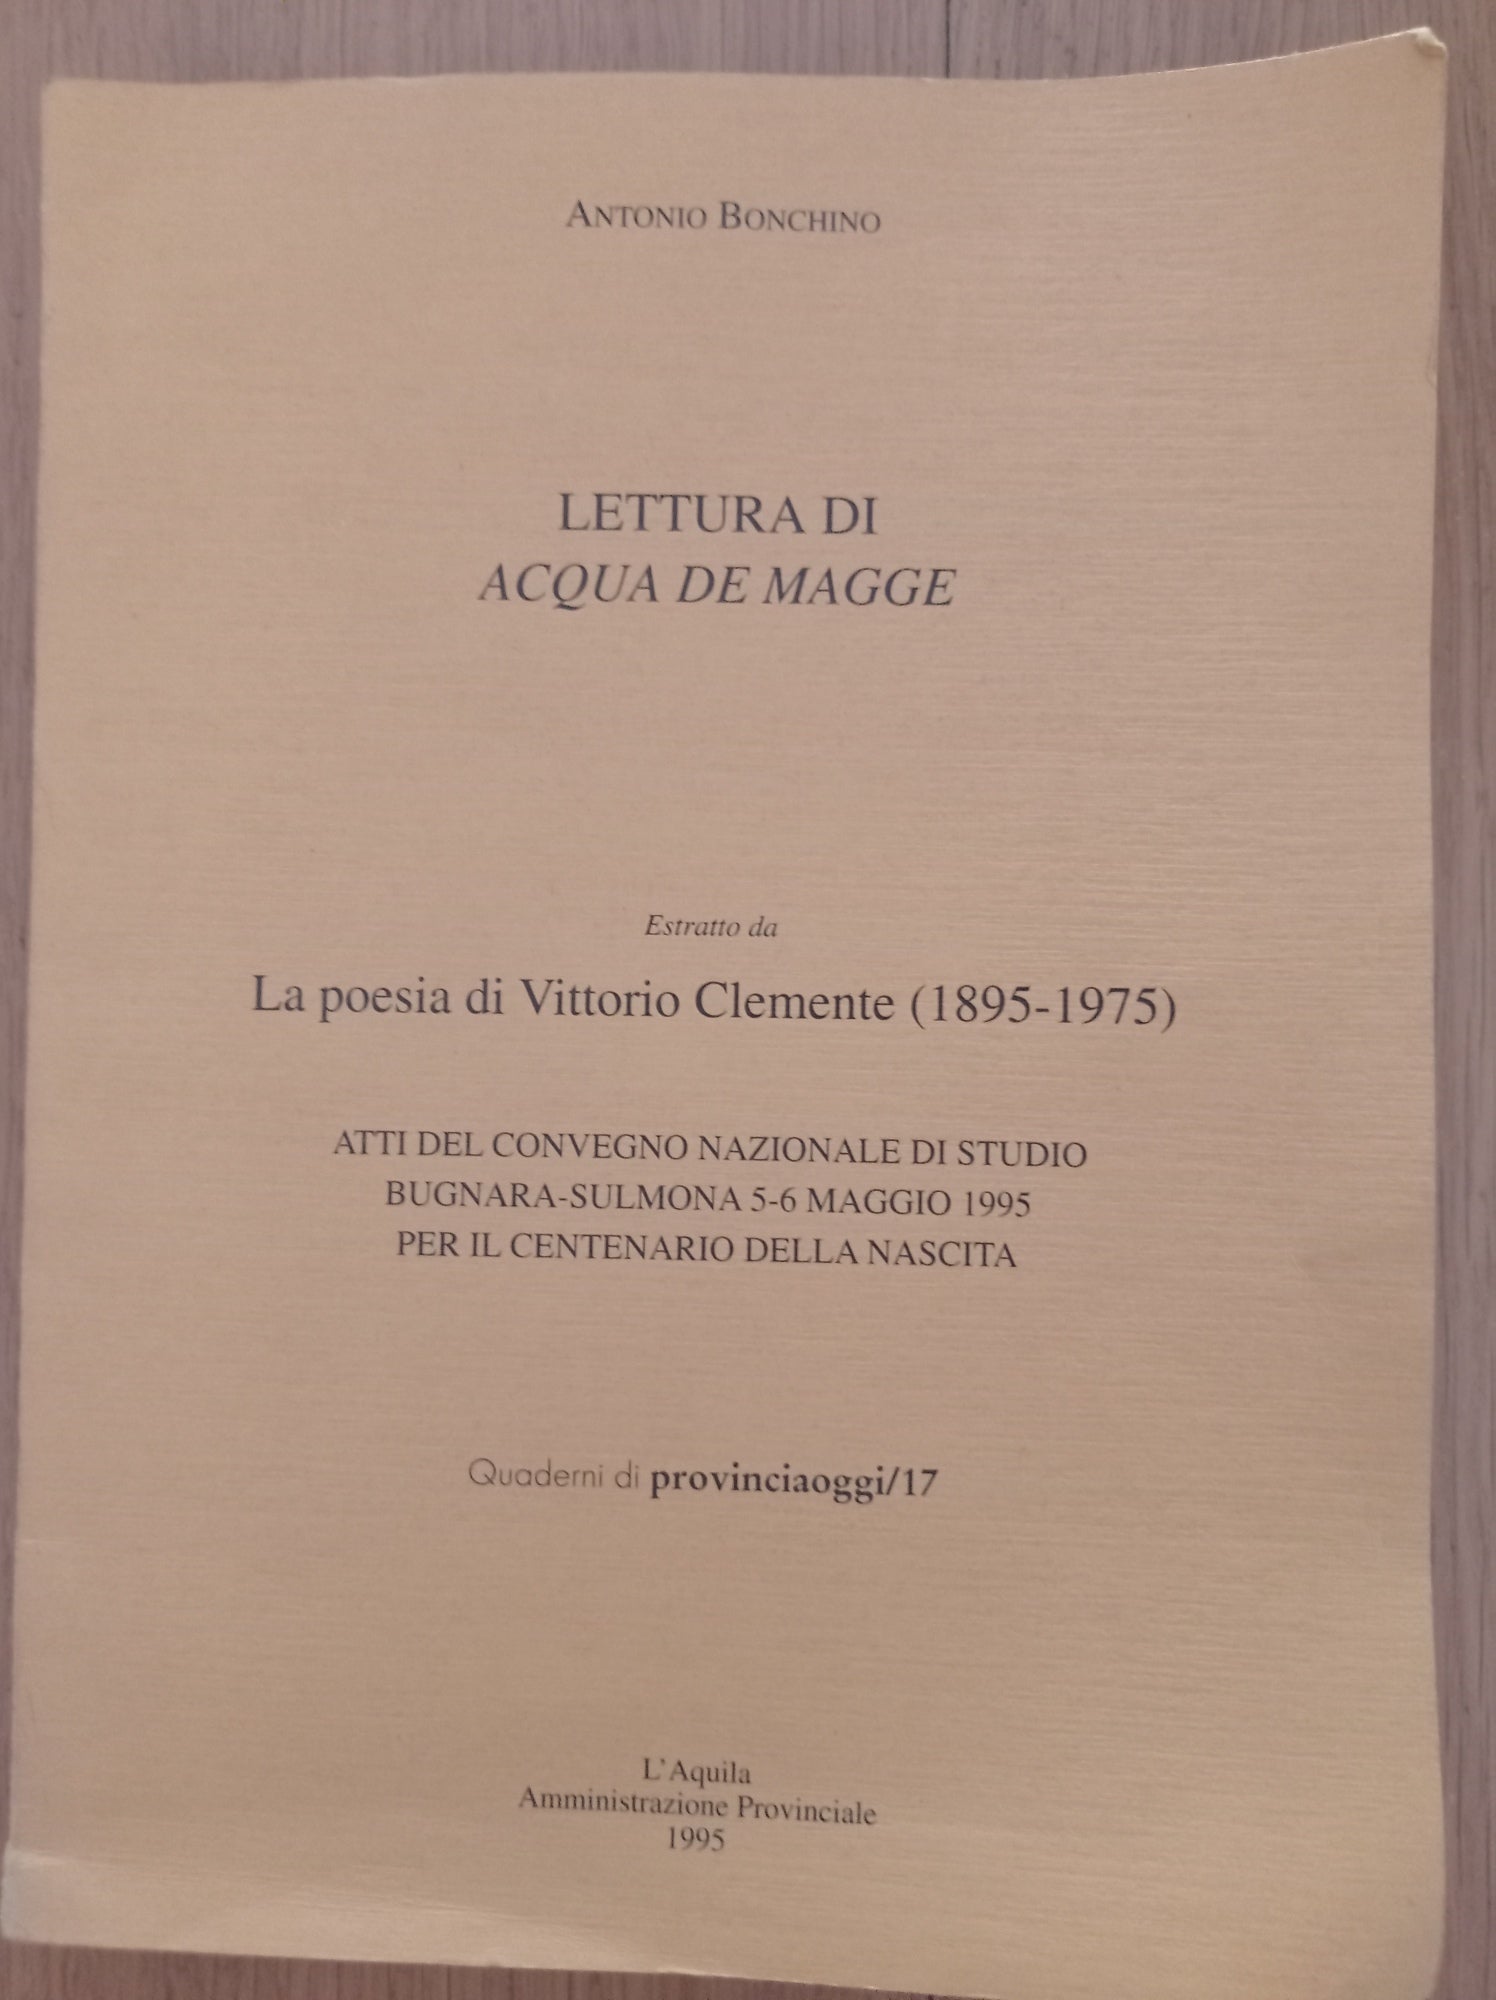 ANTONIO BONCHINO
LETTURA DI
ACQUA DE MAGGE
Estratto da
La poesia di Vittorio Clemente (1895-1975)
ATTI DEL CONVEGNO NAZIONALE DI STUDIO
BUGNARA-SULMONA 5-6 MAGGIO 1995
PER IL CENTENARIO DELLA NASCITA
Quaderni di provinciaoggi/17
L'Aquila
Amministrazione Provinciale
1995